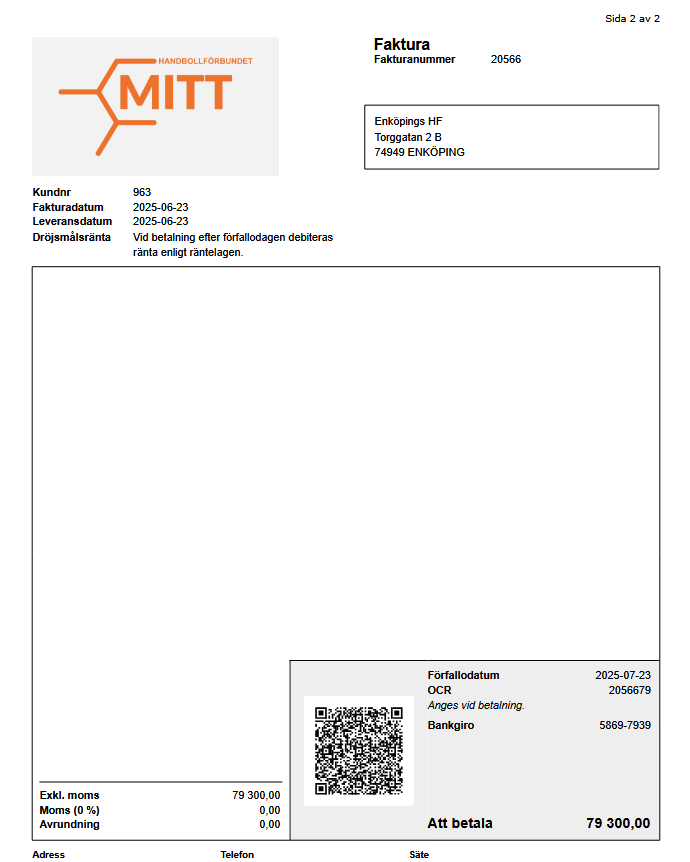 Sida 2 av 2
HANDBOLLFÖRBUNDET
MITT
Faktura
Fakturanummer 20566
Enköpings HF
Torggatan 2 B
74949 ENKÖPING
Kundnr 963
Fakturadatum 2025-06-23
Leveransdatum 2025-06-23
Dröjsmålsränta Vid betalning efter förfallodagen debiteras
ränta enligt räntelagen.
Förfallodatum 2025-07-23
OCR 2056679
Anges vid betalning.
Bankgiro 5869-7939
Exkl. moms 79 300,00
Moms (0 %) 0,00
Avrundning 0,00
Att betala 79 300,00
Adress Telefon Säte